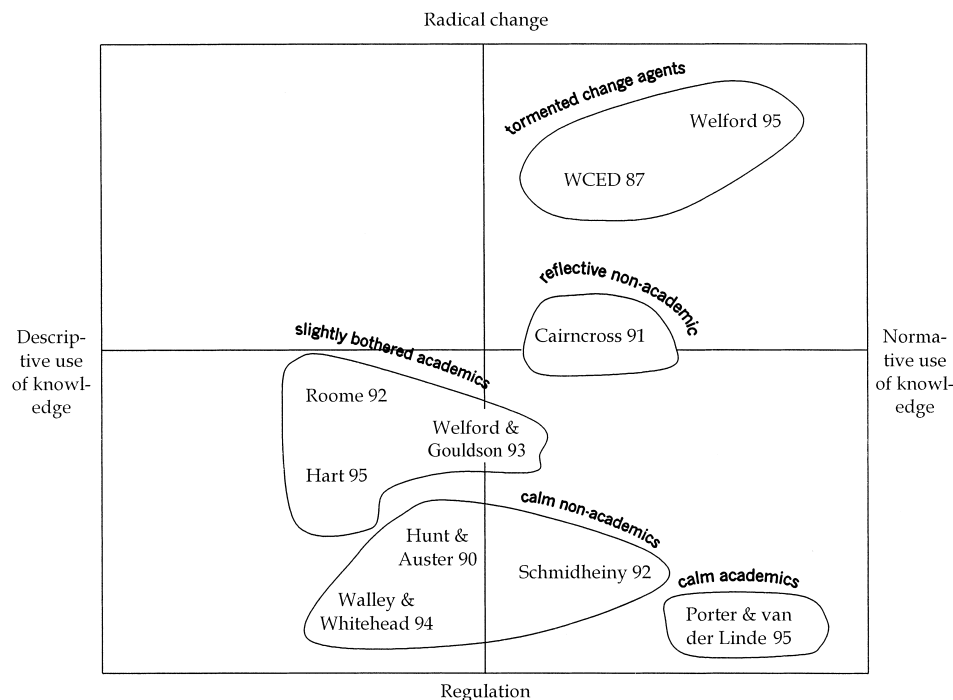 Radical change
tormented change agents
Welford 95
WCED 87
reflective non-academic
Cairncross 91
Descrip-
tive use
of knowl-
edge
Norma-
tive use
of knowl-
edge
slightly bothered academics
Roome 92
Welford &
Gouldson 93
Hart 95
calm non-academics
Hunt &
Auster 90
Schmidheiny 92
Walley &
Whitehead 94
calm academics
Porter & van
der Linde 95
Regulation